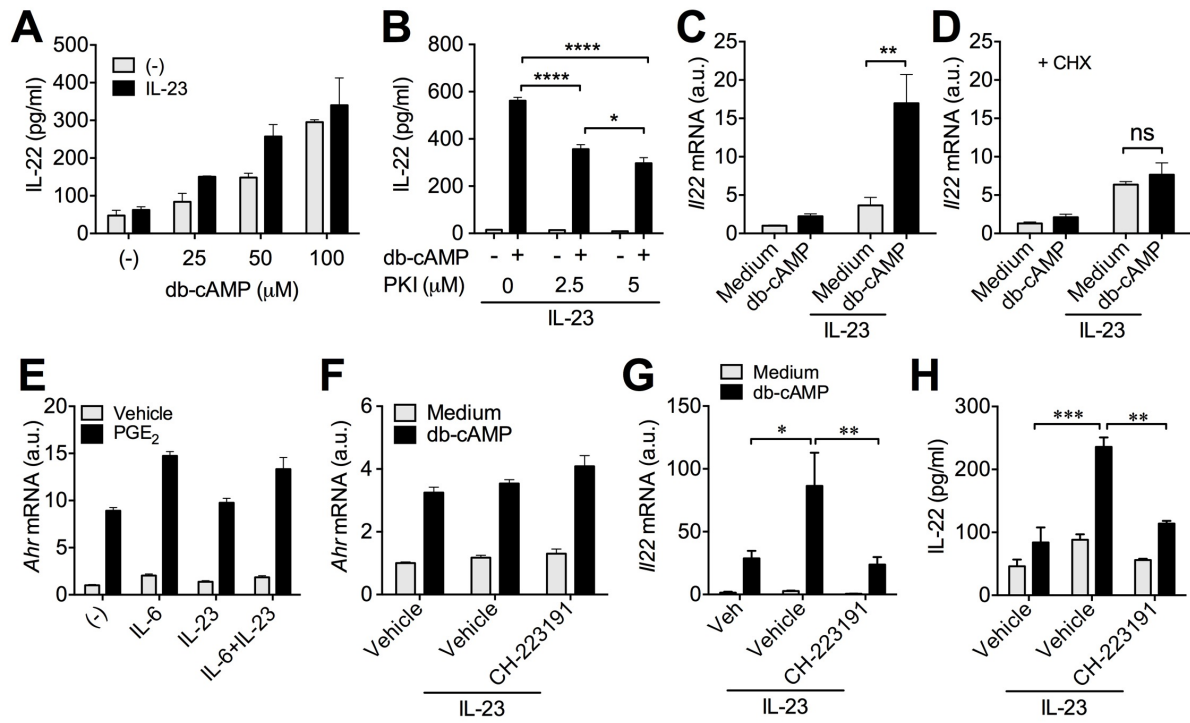 A
500
400
300
200
100
0
IL-22 (pg/ml)
(-)
IL-23
(-) 25 50 100
db-cAMP (μM)
B
800
600
400
200
0
IL-22 (pg/ml)
****
****
*
db-cAMP - + - + - +
PKI (μM) 0 2.5 5
IL-23
C
25
20
15
10
5
0
Il22 mRNA (a.u.)
**
Medium db-cAMP Medium db-cAMP
IL-23
D
25
20
15
10
5
0
Il22 mRNA (a.u.)
+ CHX
ns
Medium db-cAMP Medium db-cAMP
IL-23
E
20
15
10
5
0
Ahr mRNA (a.u.)
Vehicle
PGE₂
(-) IL-6 IL-23 IL-6+IL-23
F
6
4
2
0
Ahr mRNA (a.u.)
Medium
db-cAMP
Vehicle Vehicle CH-223191
IL-23
G
Medium
db-cAMP
150
100
50
0
Il22 mRNA (a.u.)
* **
Veh Vehicle CH-223191
IL-23
H
300
200
100
0
IL-22 (pg/ml)
*** **
Vehicle Vehicle CH-223191
IL-23